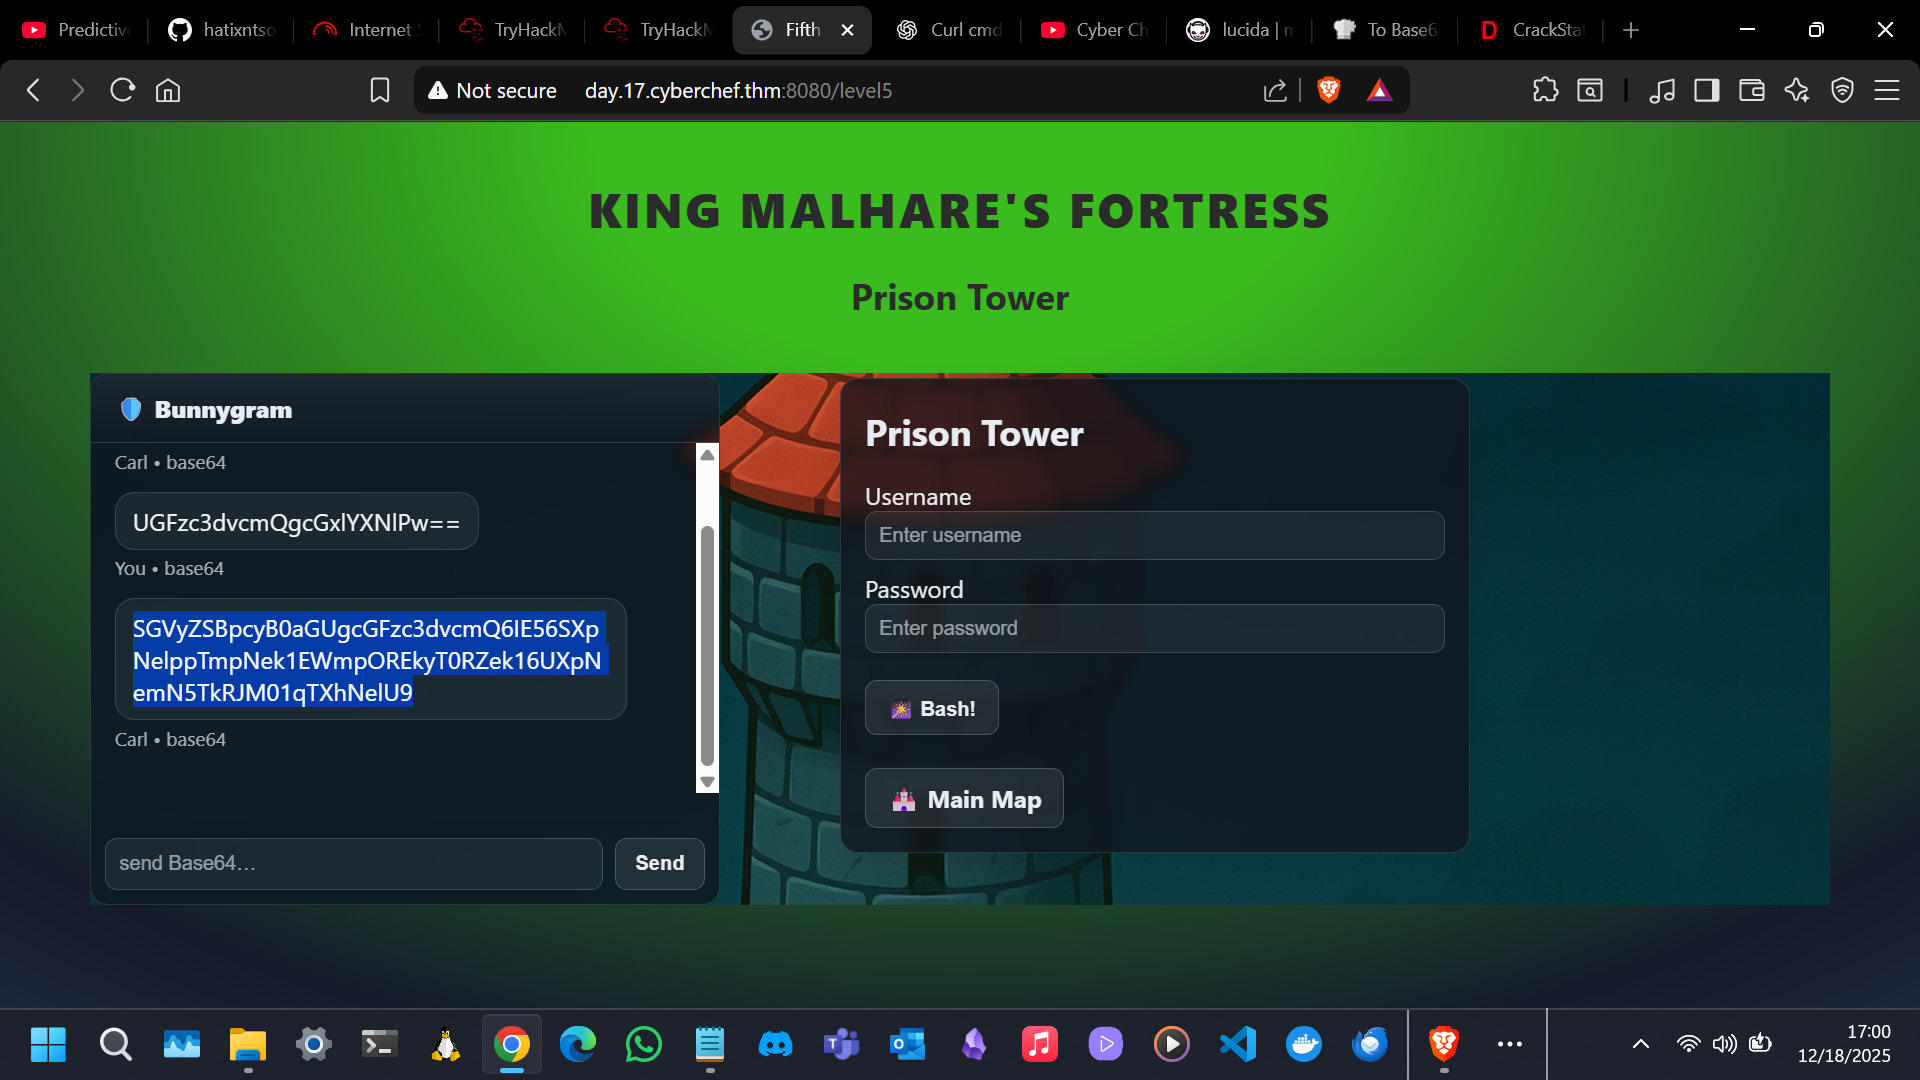 Predictiv
hatixntso
Internet S
TryHackM
TryHackM
Fifth
Curl cmd
Cyber Ch
lucida | m
To Base6
CrackStat
Not secure
day.17.cyberchef.thm:8080/level5
KING MALHARE'S FORTRESS
Prison Tower
Bunnygram
Carl • base64
UGFzc3dvcmQgcGxlYXNlPw==
You • base64
SGVyZSBpcyB0aGUgcGFzc3dvcmQ6IE56SXp
NelppTmpNek1EWmpOREkyT0RZek16UXpN
emN5TkRJM01qTXhNelU9
Carl • base64
send Base64...
Send
Prison Tower
Username
Enter username
Password
Enter password
Bash!
Main Map
17:00
12/18/2025